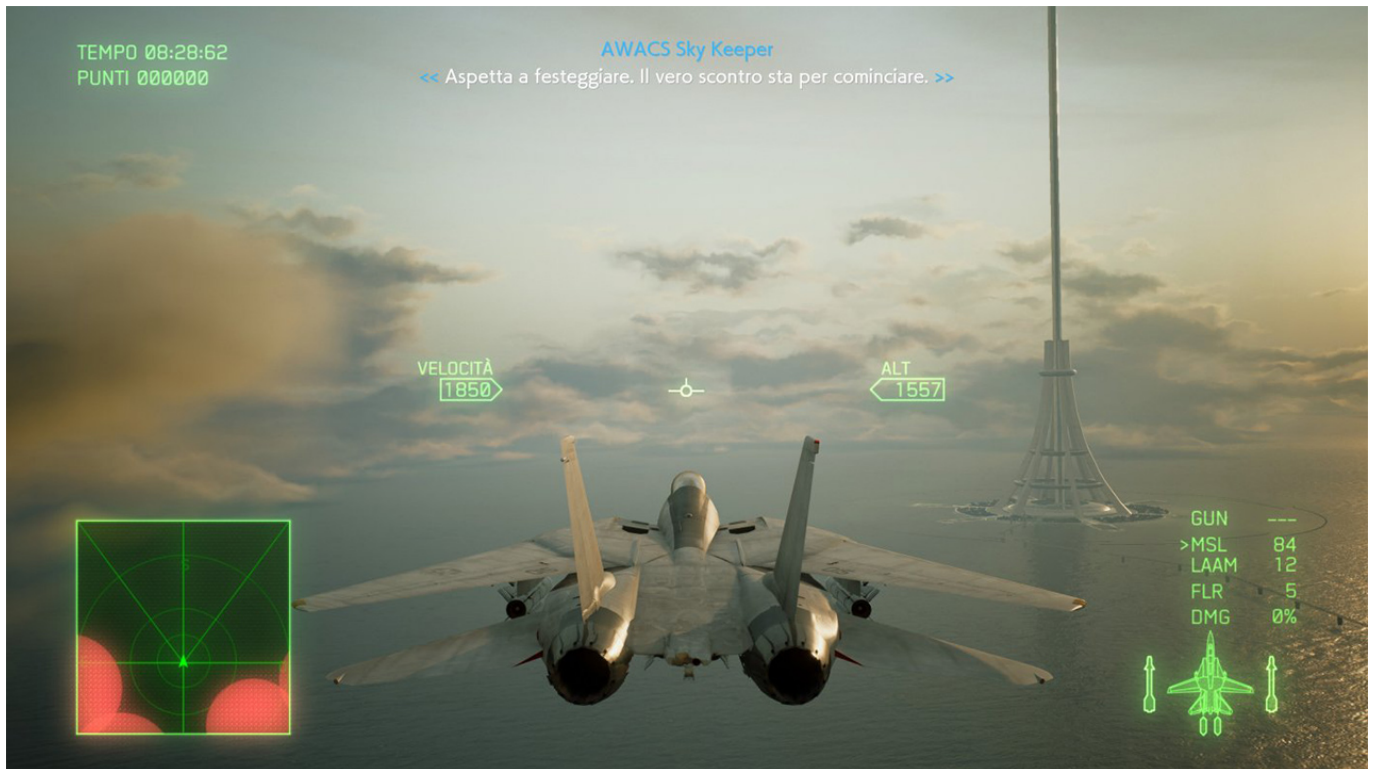 TEMPO 08:28:62
PUNTI 000000
AWACS Sky Keeper
<< Aspetta a festeggiare. Il vero scontro sta per cominciare. >>
VELOCITÀ
1850
ALT
1557
S
GUN ---
>MSL 84
LAAM 12
FLR 5
DMG 0%